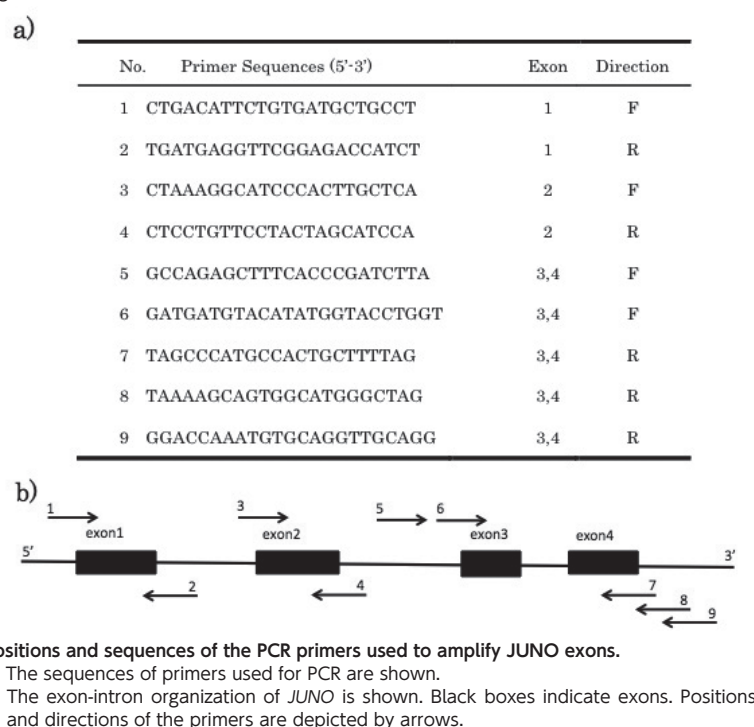 a)
No. Primer Sequences (5'-3') Exon Direction
1 CTGACATTCTGTGATGCTGCCT 1 F
2 TGATGAGGTTCGGAGACCATCT 1 R
3 CTAAAGGCATCCCACTTGCTCA 2 F
4 CTCCTGTTCCTACTAGCATCCA 2 R
5 GCCAGAGCTTTCACCCGATCTTA 3,4 F
6 GATGATGTACATATGGTACCTGGT 3,4 F
7 TAGCCCATGCCACTGCTTTTAG 3,4 R
8 TAAAAGCAGTGGCATGGGCTAG 3,4 R
9 GGACCAAATGTGCAGGTTGCAGG 3,4 R
b)
1 3 5 6
exon1 exon2 exon3 exon4
5' 3'
2 4 7
8
9
ositions and sequences of the PCR primers used to amplify JUNO exons.
The sequences of primers used for PCR are shown.
The exon-intron organization of JUNO is shown. Black boxes indicate exons. Positions
and directions of the primers are depicted by arrows.